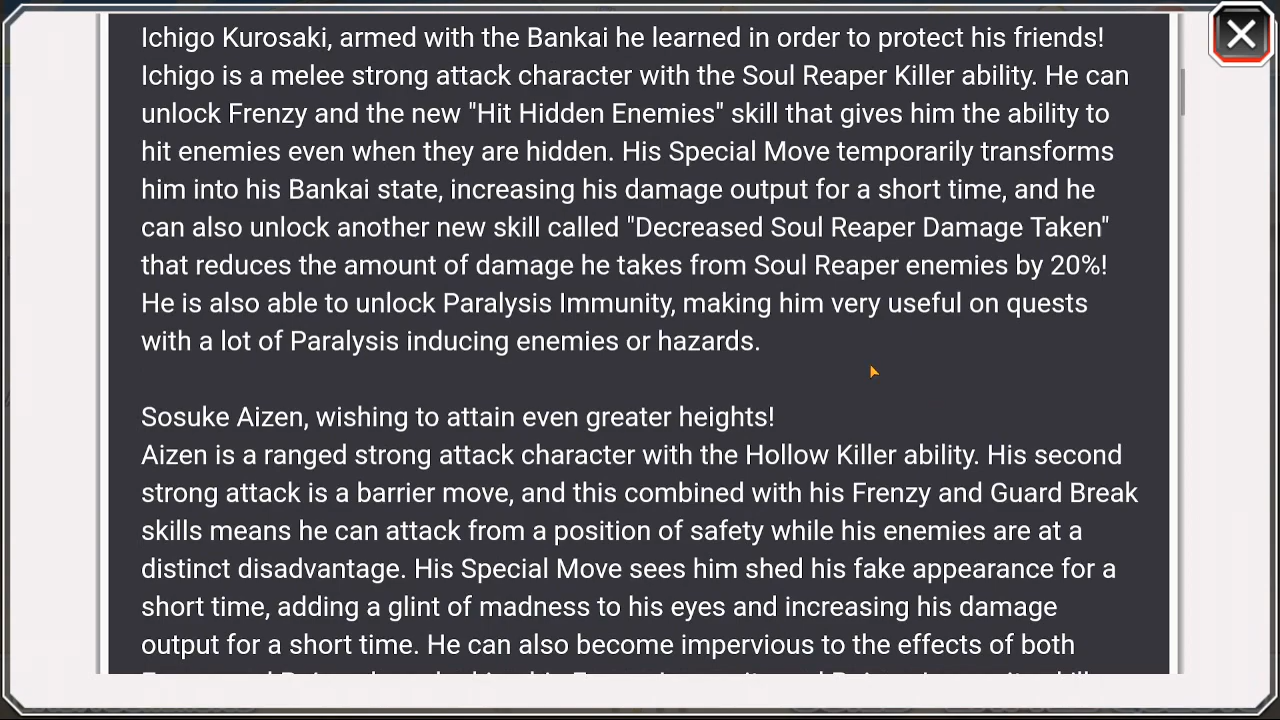 Ichigo Kurosaki, armed with the Bankai he learned in order to protect his friends!
Ichigo is a melee strong attack character with the Soul Reaper Killer ability. He can
unlock Frenzy and the new "Hit Hidden Enemies" skill that gives him the ability to
hit enemies even when they are hidden. His Special Move temporarily transforms
him into his Bankai state, increasing his damage output for a short time, and he
can also unlock another new skill called "Decreased Soul Reaper Damage Taken"
that reduces the amount of damage he takes from Soul Reaper enemies by 20%!
He is also able to unlock Paralysis Immunity, making him very useful on quests
with a lot of Paralysis inducing enemies or hazards.
Sosuke Aizen, wishing to attain even greater heights!
Aizen is a ranged strong attack character with the Hollow Killer ability. His second
strong attack is a barrier move, and this combined with his Frenzy and Guard Break
skills means he can attack from a position of safety while his enemies are at a
distinct disadvantage. His Special Move sees him shed his fake appearance for a
short time, adding a glint of madness to his eyes and increasing his damage
output for a short time. He can also become impervious to the effects of both